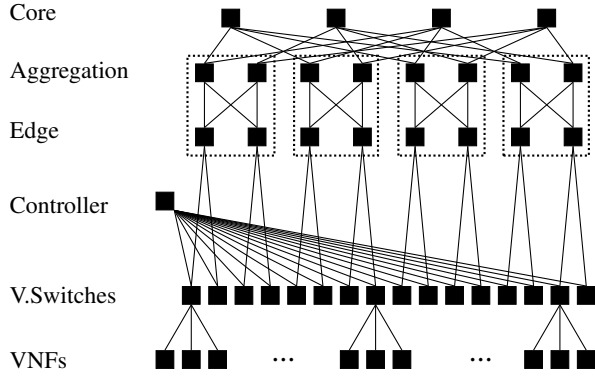 Core
Aggregation
Edge
Controller
V.Switches
VNFs
... ...